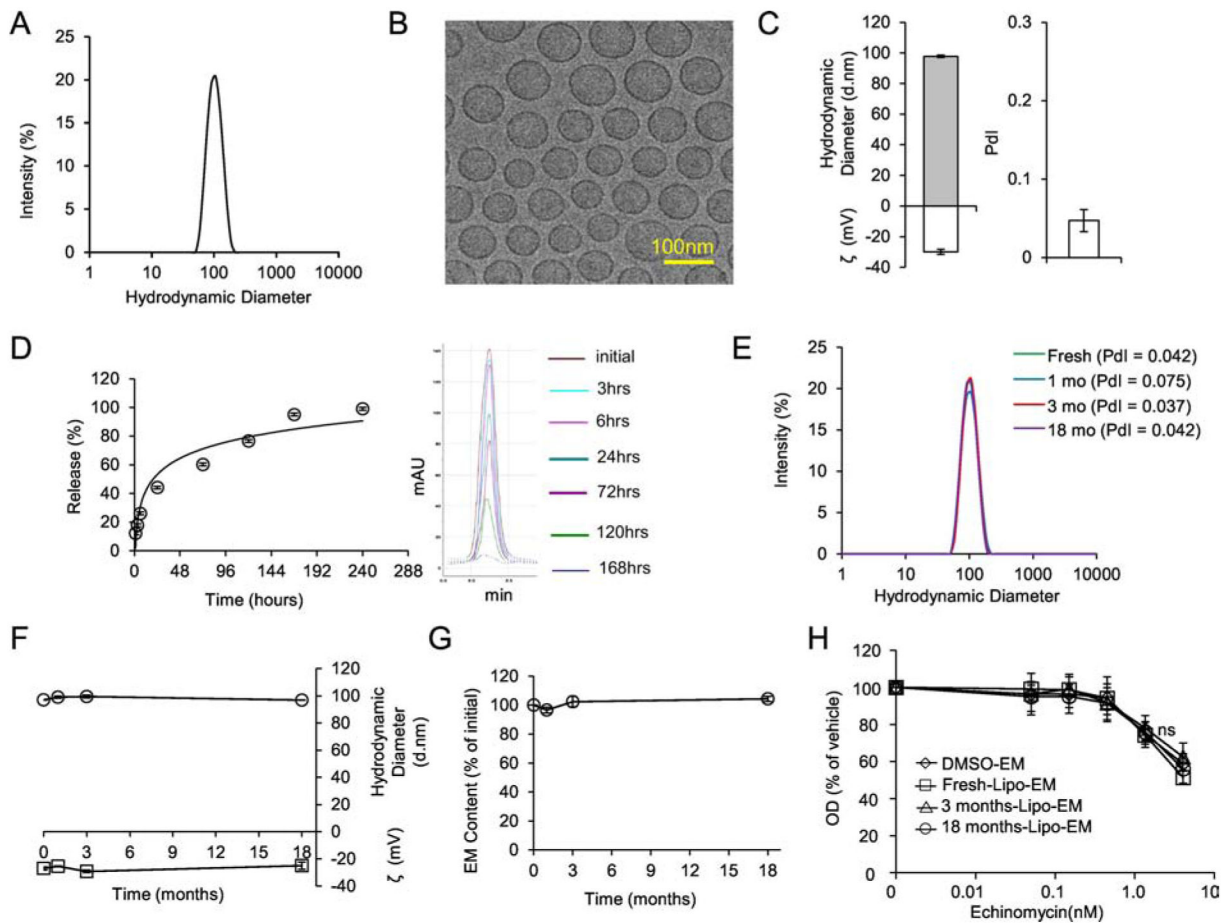 A
25
20
15
10
5
0
Intensity (%)
1 10 100 1000 10000
Hydrodynamic Diameter
B
100nm
C
120
100
80
60
40
20
0
-20
-40
Hydrodynamic
Diameter (d.nm)
ζ (mV)
0.3
0.2
0.1
0
PdI
D
120
100
80
60
40
20
0
Release (%)
0 48 96 144 192 240 288
Time (hours)
mAU
min
initial
3hrs
6hrs
24hrs
72hrs
120hrs
168hrs
E
25
20
15
10
5
0
Intensity (%)
1 10 100 1000 10000
Hydrodynamic Diameter
Fresh (PdI = 0.042)
1 mo (PdI = 0.075)
3 mo (PdI = 0.037)
18 mo (PdI = 0.042)
F
120
100
80
60
40
20
0
-20
-40
Hydrodynamic
Diameter
(d.nm)
ζ (mV)
0 3 6 9 12 15 18
Time (months)
G
120
100
80
60
40
20
0
EM Content (% of initial)
0 3 6 9 12 15 18
Time (months)
H
120
100
80
60
40
20
0
OD (% of vehicle)
ns
DMSO-EM
Fresh-Lipo-EM
3 months-Lipo-EM
18 months-Lipo-EM
0 0.01 0.1 1.0 10
Echinomycin(nM)